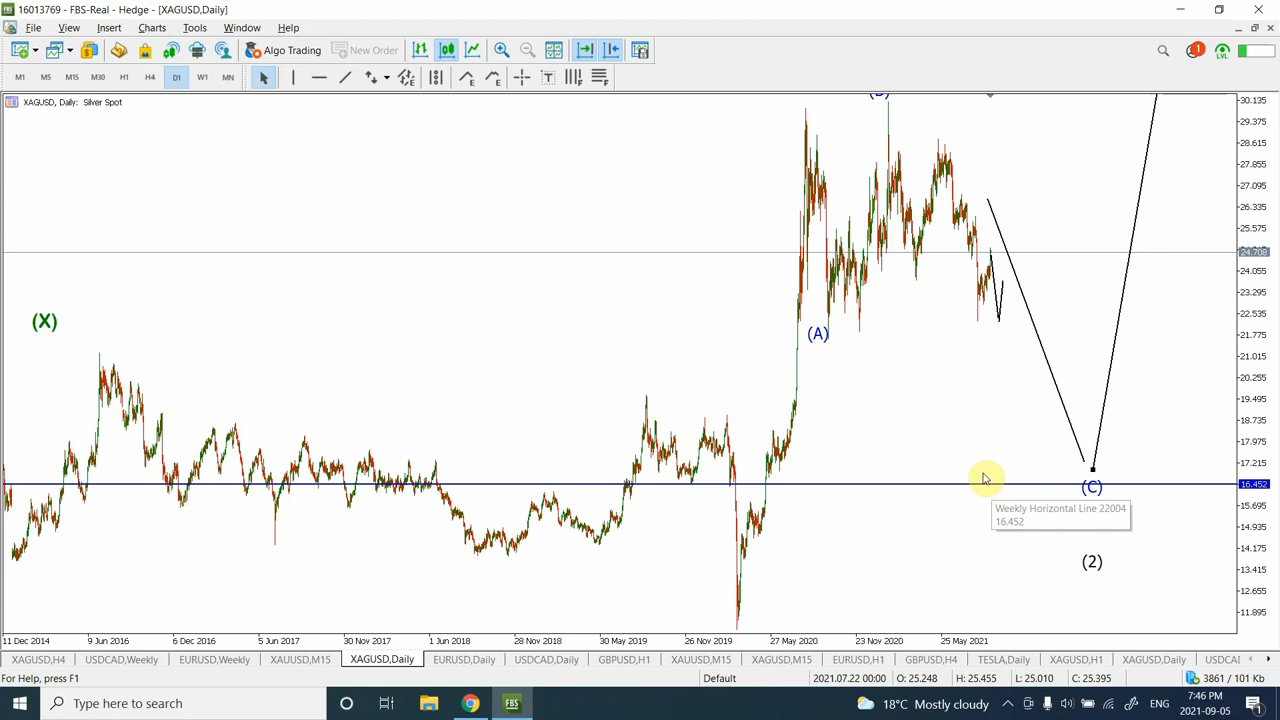 16013769 - FBS-Real - Hedge - [XAGUSD,Daily]
File View Insert Charts Tools Window Help
Algo Trading New Order 1 LVL
M1 M5 M15 M30 H1 H4 D1 W1 MN
XAGUSD, Daily: Silver Spot
30.135
29.375
28.615
27.855
27.095
26.335
25.575
24.709
24.055
23.295
22.535
21.775
21.015
20.255
19.495
18.735
17.975
17.215
16.452
15.695
14.935
14.175
13.415
12.655
11.895
(X)
(A)
(C)
Weekly Horizontal Line 22004
16.452
(2)
11 Dec 2014 9 Jun 2016 6 Dec 2016 5 Jun 2017 30 Nov 2017 1 Jun 2018 28 Nov 2018 30 May 2019 26 Nov 2019 27 May 2020 23 Nov 2020 25 May 2021
XAGUSD,H4 USDCAD,Weekly EURUSD,Weekly XAUUSD,M15 XAGUSD,Daily EURUSD,Daily USDCAD,Daily GBPUSD,H1 XAUUSD,M15 XAGUSD,M15 EURUSD,H1 GBPUSD,H4 TESLA,Daily XAGUSD,H1 XAGUSD,Daily USDCAI
For Help, press F1 Default 2021.07.22 00:00 O: 25.248 H: 25.455 L: 25.010 C: 25.395 3861 / 101 Kb
Type here to search FBS 18°C Mostly cloudy 7:46 PM
2021-09-05 1